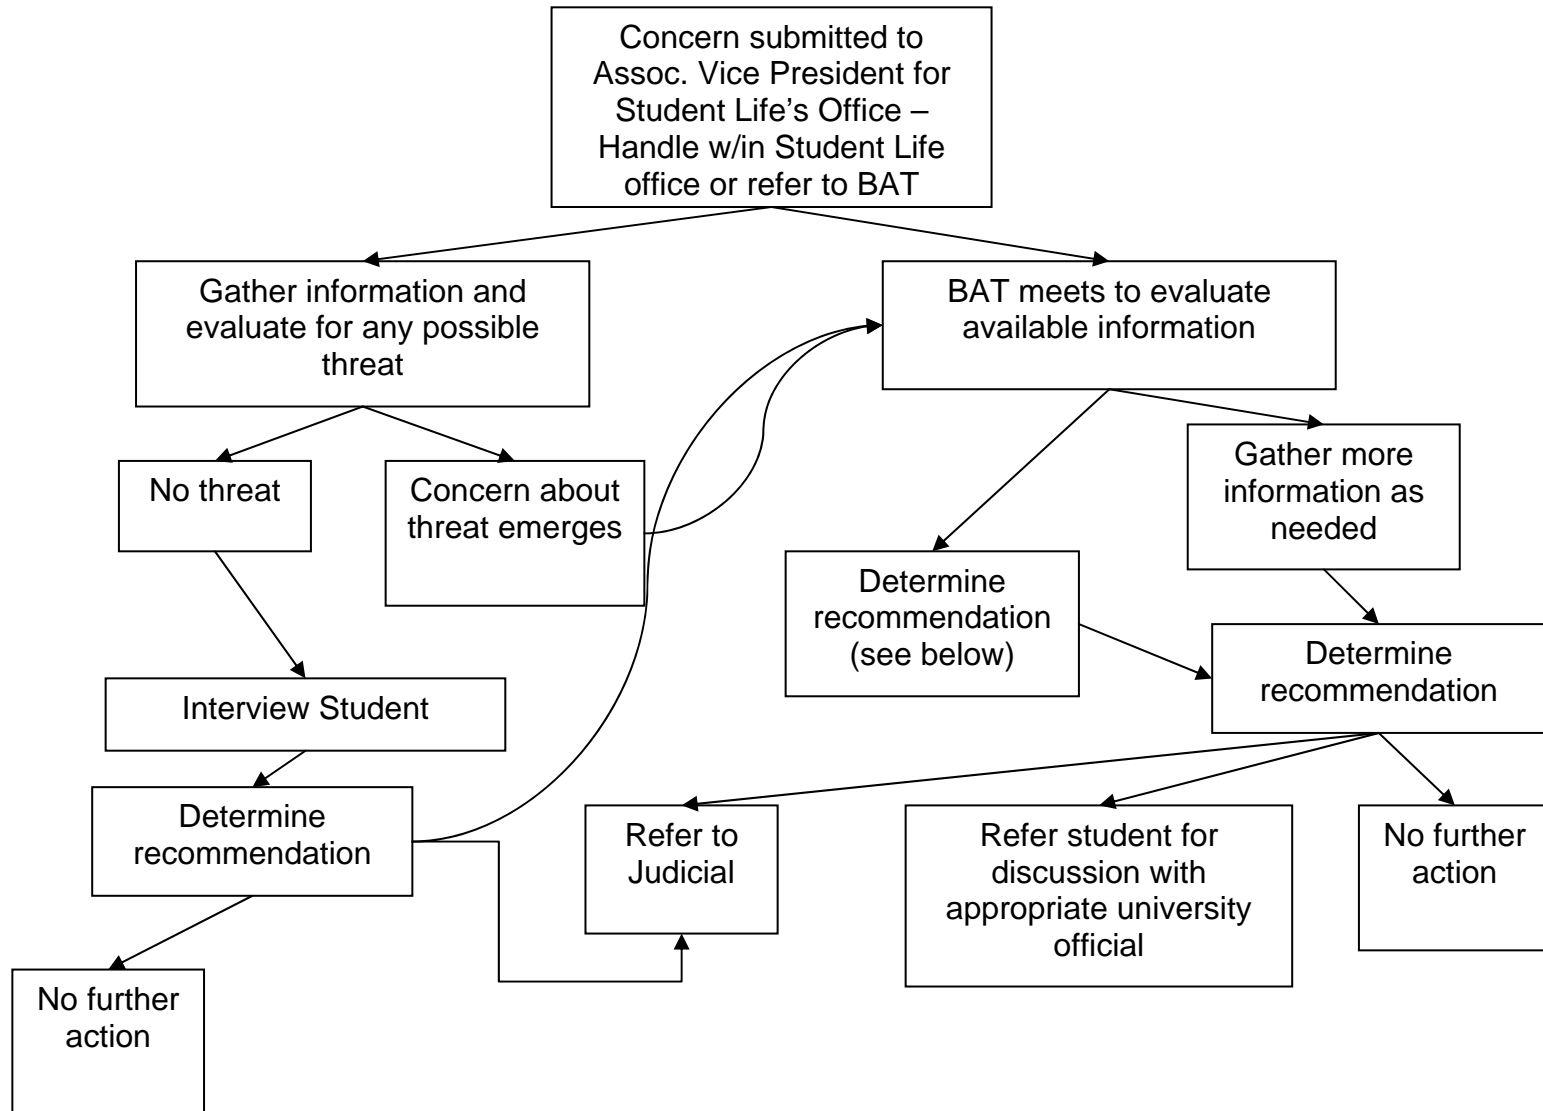 Concern submitted to
Assoc. Vice President for
Student Life’s Office –
Handle w/in Student Life
office or refer to BAT
Gather information and
evaluate for any possible
threat
BAT meets to evaluate
available information
No threat
Concern about
threat emerges
Gather more
information as
needed
Determine
recommendation
(see below)
Determine
recommendation
Interview Student
Determine
recommendation
Refer to
Judicial
Refer student for
discussion with
appropriate university
official
No further
action
No further
action